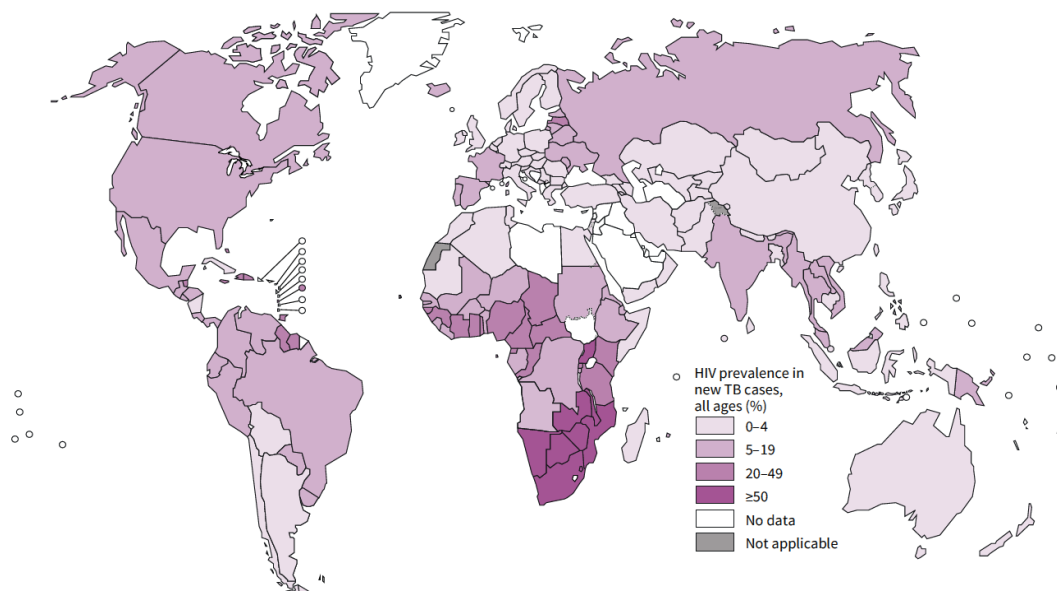 HIV prevalence in
new TB cases,
all ages (%)
0–4
5–19
20–49
≥50
No data
Not applicable